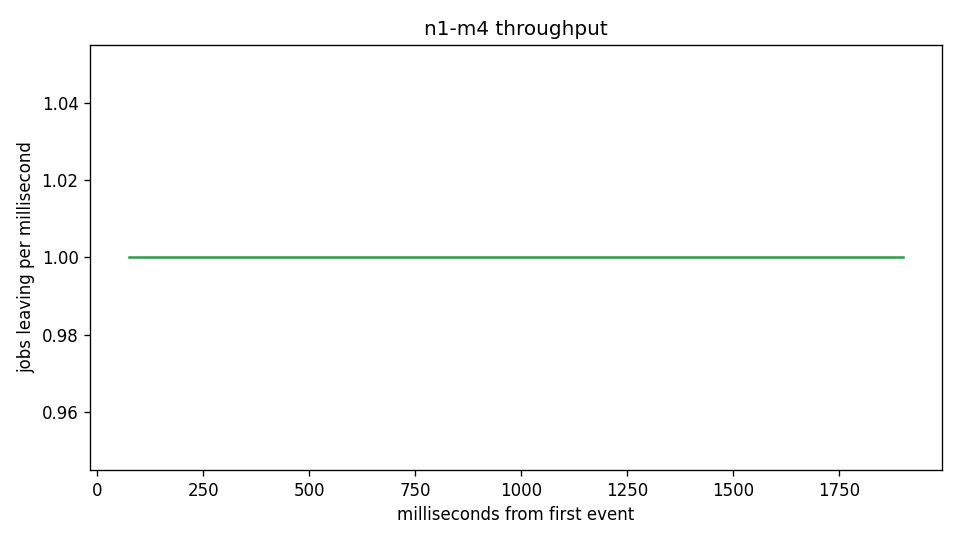 n1-m4 throughput
jobs leaving per millisecond
1.04
1.02
1.00
0.98
0.96
0 250 500 750 1000 1250 1500 1750
milliseconds from first event